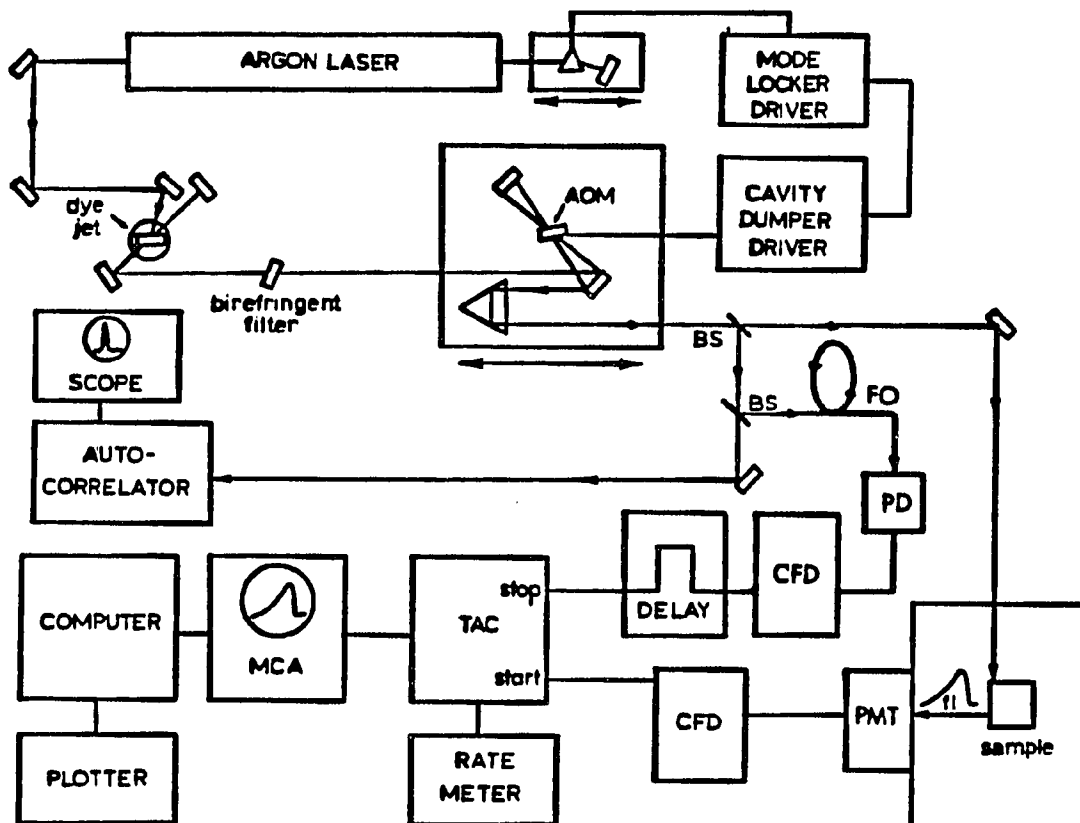 ARGON LASER
MODE
LOCKER
DRIVER
dye
jet
AOM
CAVITY
DUMPER
DRIVER
birefringent
filter
BS
SCOPE
BS
FO
AUTO-
CORRELATOR
PD
COMPUTER
MCA
TAC
stop
start
DELAY
CFD
CFD
PMT
fl
sample
PLOTTER
RATE
METER